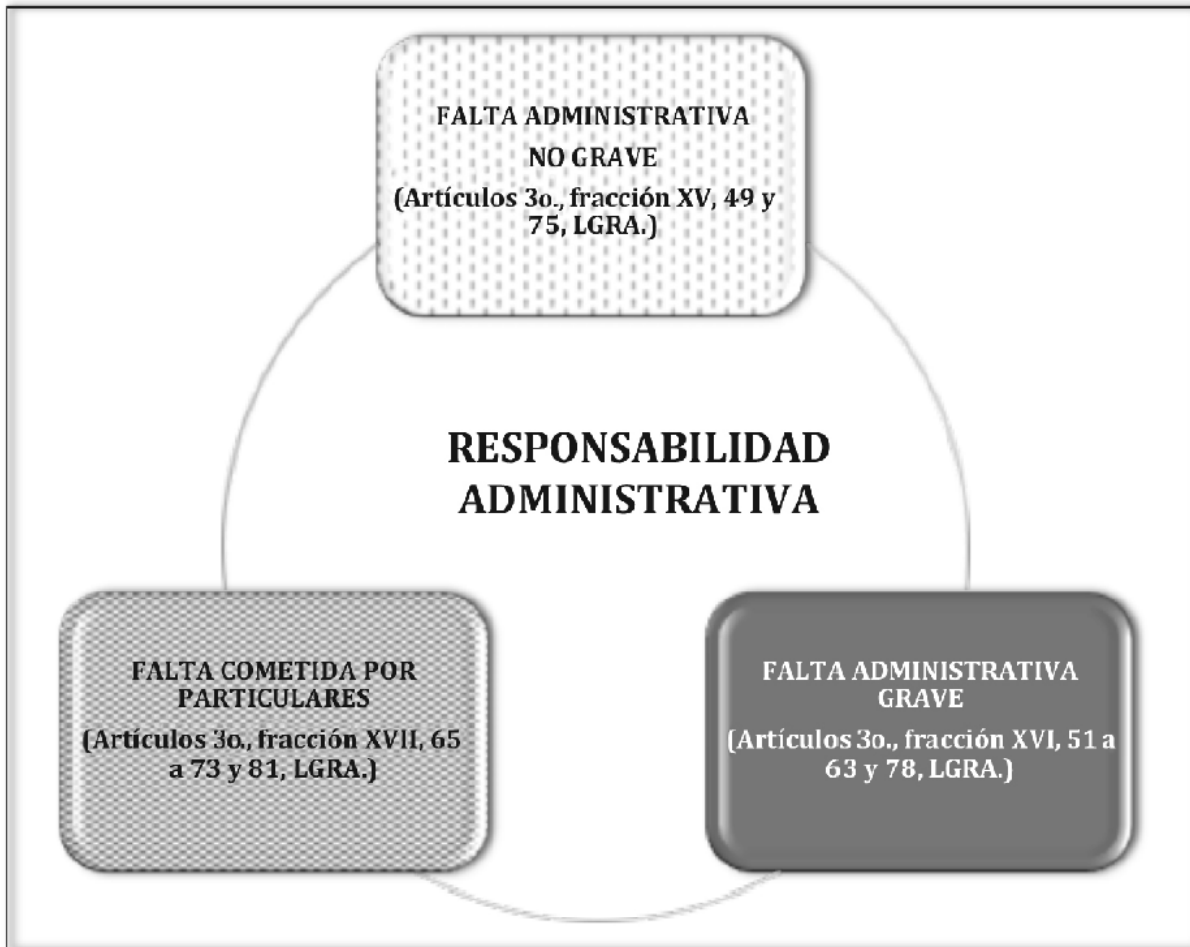 FALTA ADMINISTRATIVA
NO GRAVE
(Artículos 3o., fracción XV, 49 y
75, LGRA.)
RESPONSABILIDAD
ADMINISTRATIVA
FALTA COMETIDA POR
PARTICULARES
(Artículos 3o., fracción XVII, 65
a 73 y 81, LGRA.)
FALTA ADMINISTRATIVA
GRAVE
(Artículos 3o., fracción XVI, 51 a
63 y 78, LGRA.)